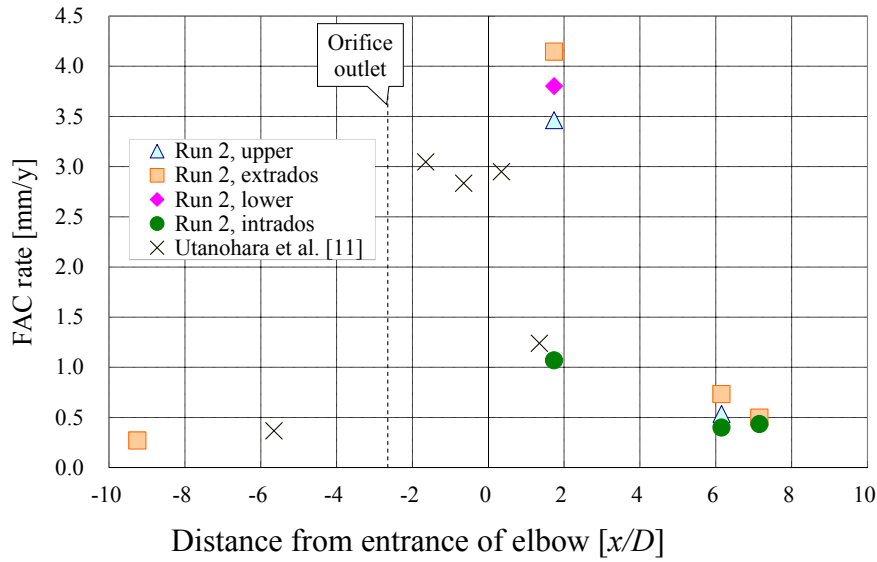 4.5
4.0
3.5
3.0
2.5
2.0
1.5
1.0
0.5
0.0
FAC rate [mm/y]
Orifice
outlet
Run 2, upper
Run 2, extrados
Run 2, lower
Run 2, intrados
Utanohara et al. [11]
-10 -8 -6 -4 -2 0 2 4 6 8 10
Distance from entrance of elbow [x/D]